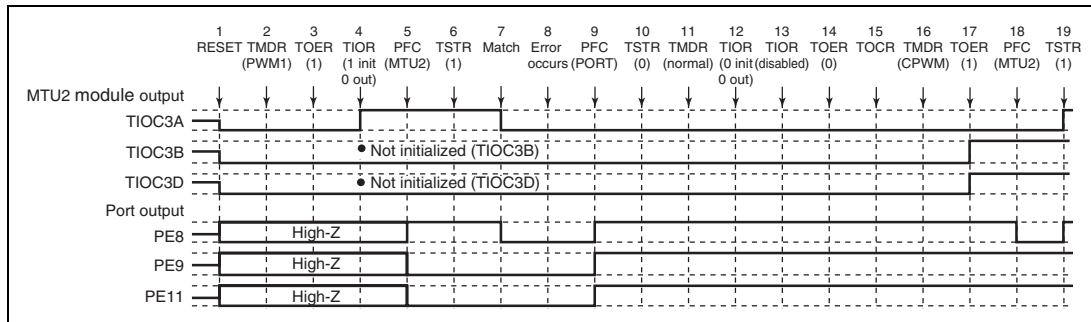 1 2 3 4 5 6 7 8 9 10 11 12 13 14 15 16 17 18 19
RESET TMDR TOER TIOR PFC TSTR Match Error PFC TSTR TMDR TIOR TIOR TOER TOCR TMDR TOER PFC TSTR
(PWM1) (1) (1 init (MTU2) (1) occurs (PORT) (0) (normal) (0 init (disabled) (0) (CPWM) (1) (MTU2) (1)
0 out) 0 out)
MTU2 module output
TIOC3A
TIOC3B • Not initialized (TIOC3B)
TIOC3D • Not initialized (TIOC3D)
Port output
PE8 High-Z
PE9 High-Z
PE11 High-Z